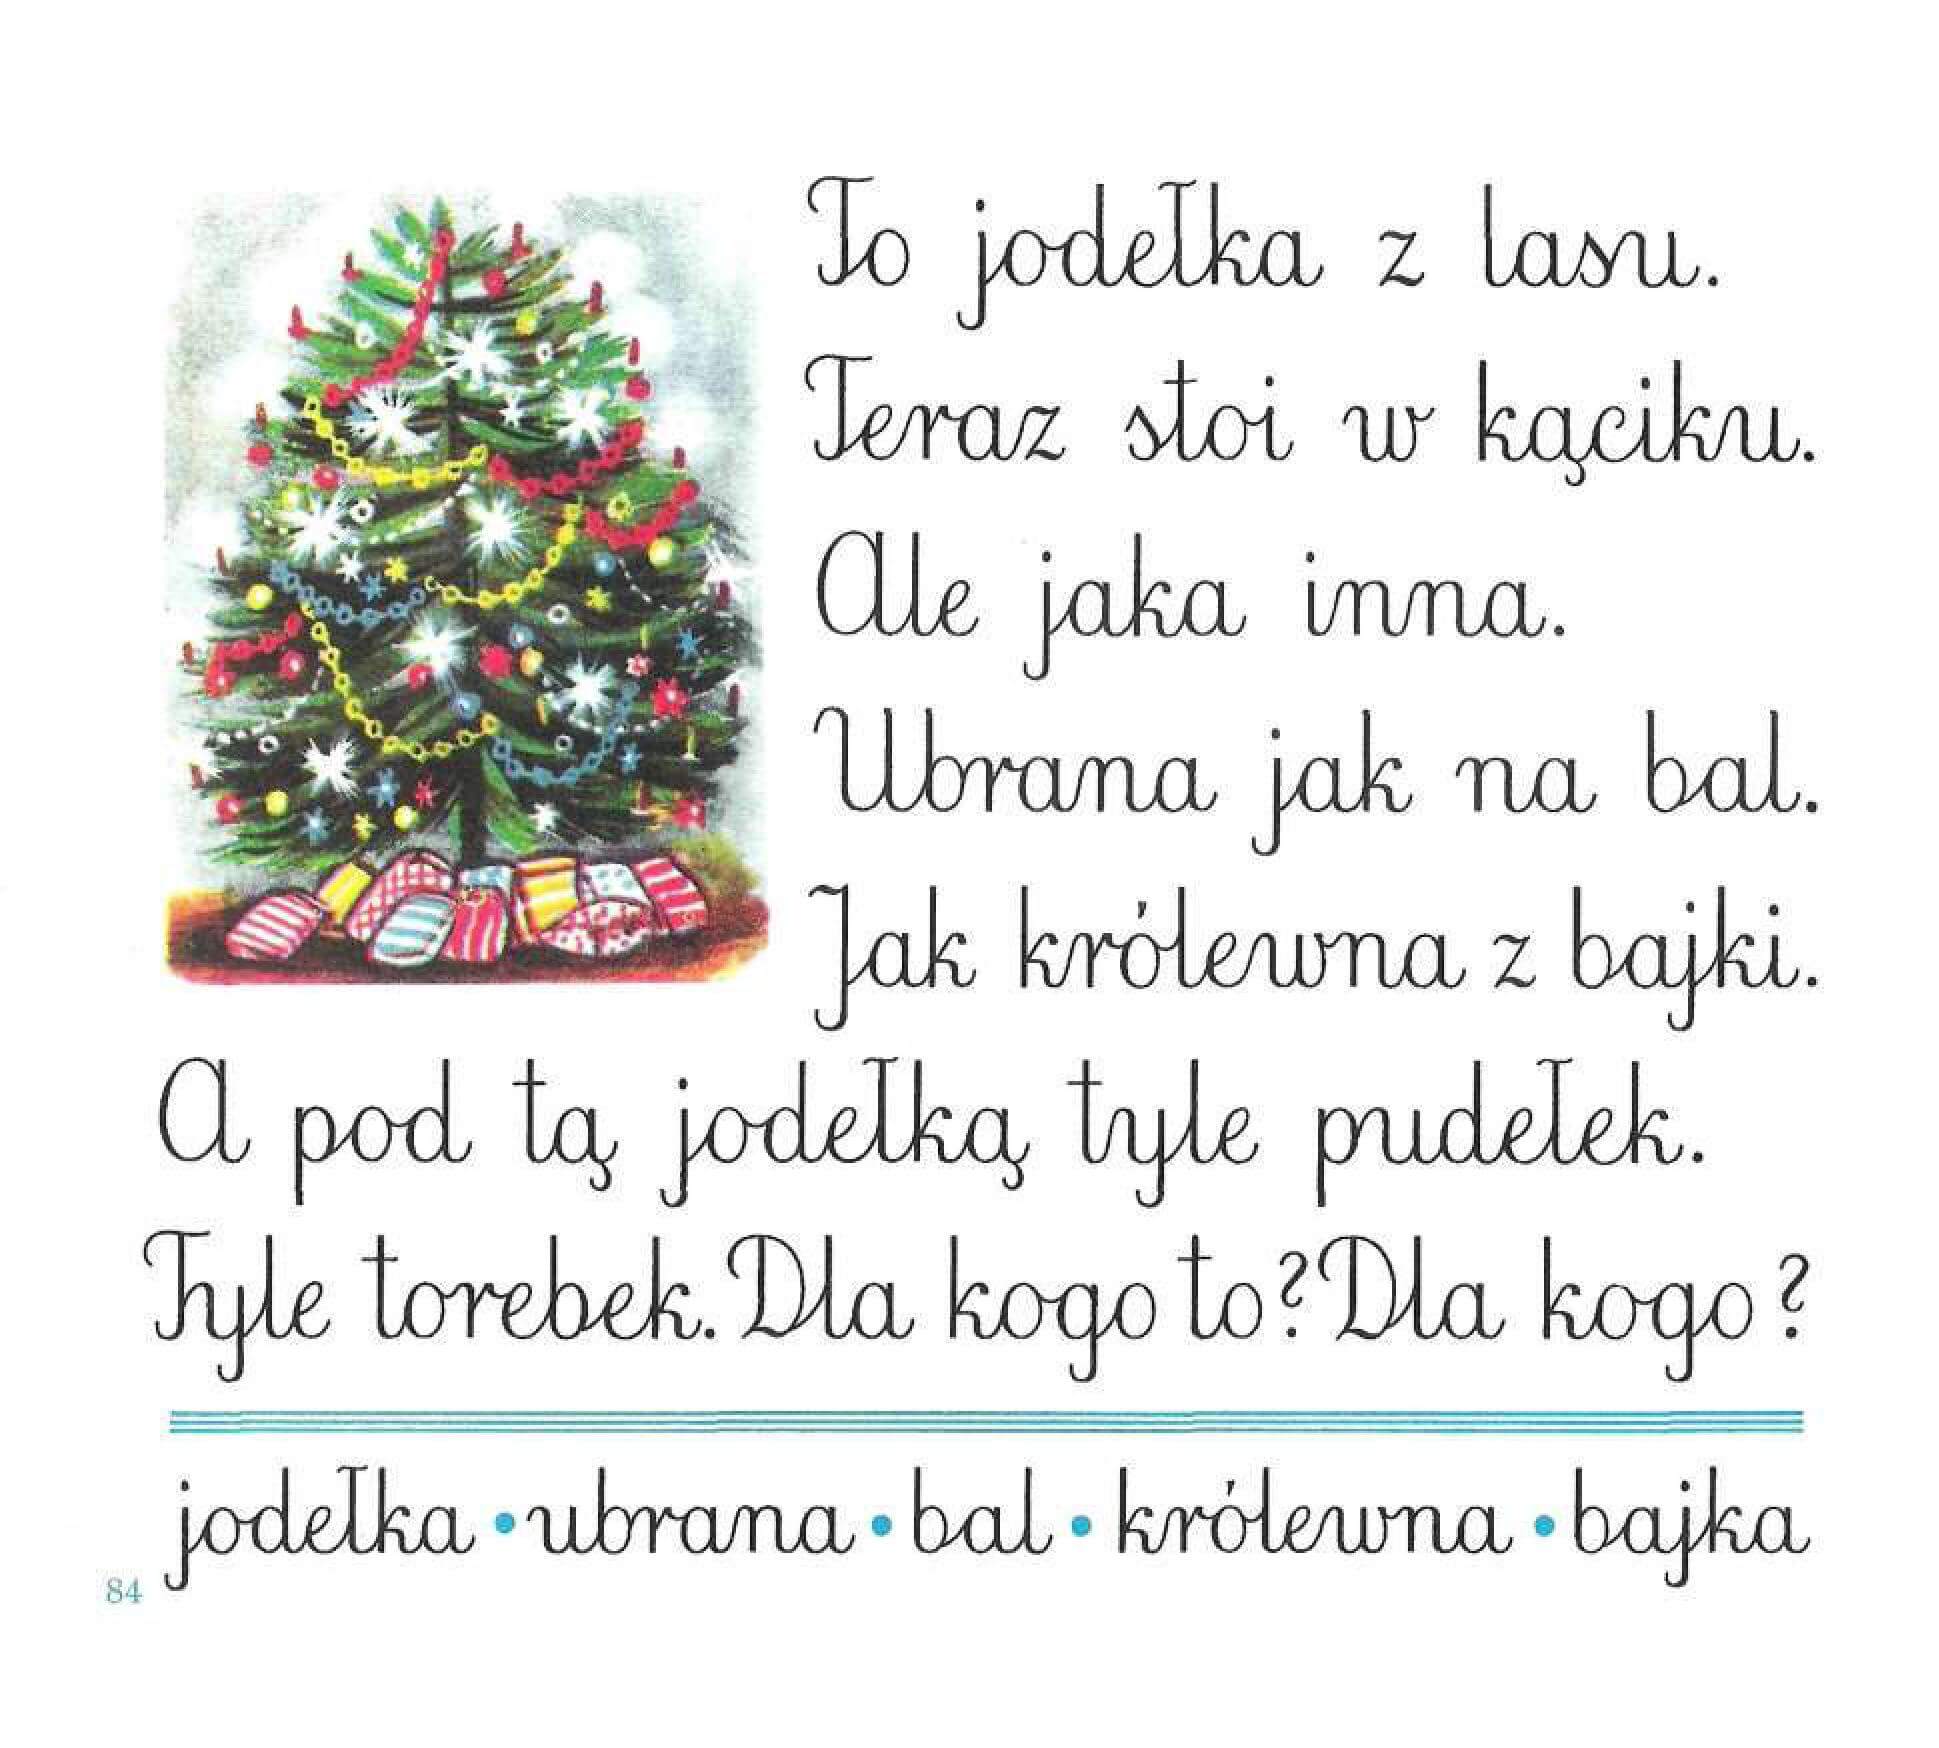 To jodełka z lasu.
Teraz stoi w kąciku.
Ale jaka inna.
Ubrana jak na bal.
Jak królewna z bajki.
A pod tą jodełką tyle pudełek.
Tyle torebek. Dla kogo to? Dla kogo?
jodełka • ubrana • bal • królewna • bajka
84